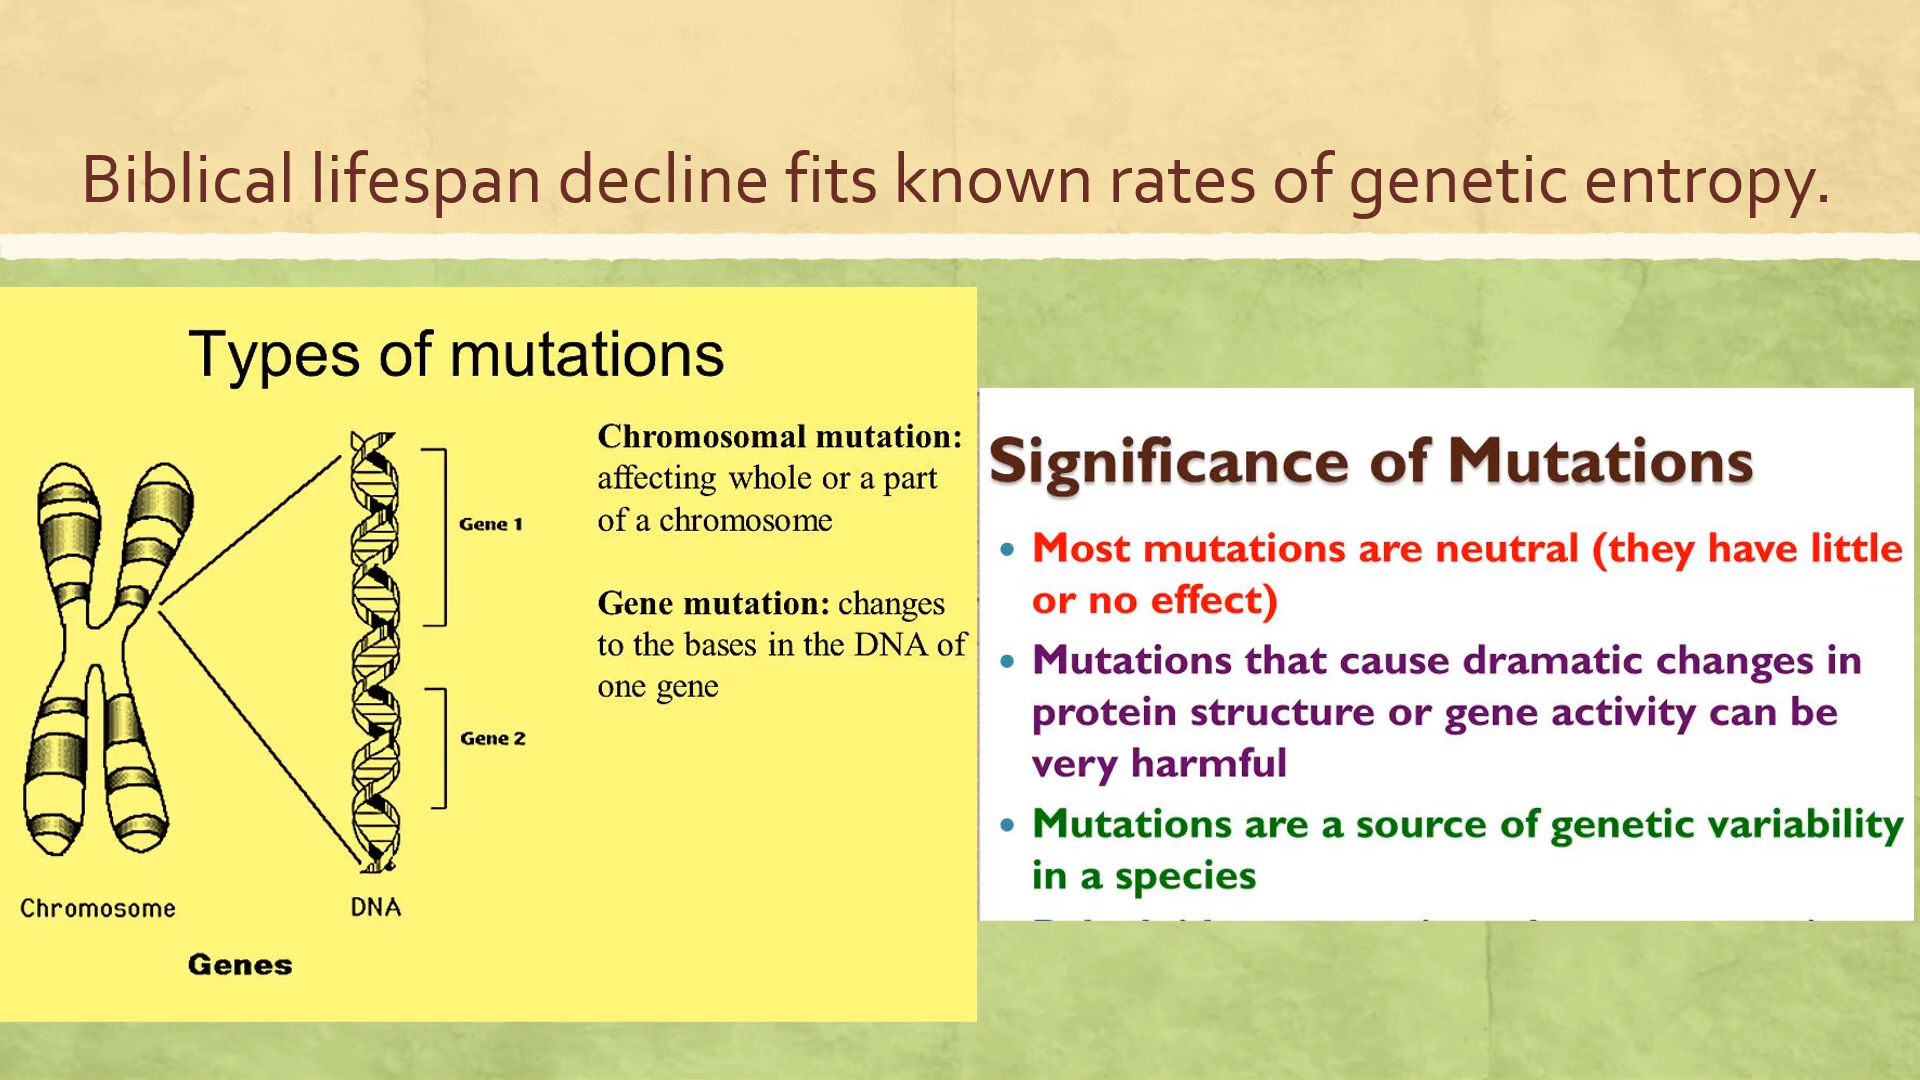 Biblical lifespan decline fits known rates of genetic entropy.
Types of mutations
Chromosomal mutation:
affecting whole or a part
of a chromosome
Gene mutation: changes
to the bases in the DNA of
one gene
Gene 1
Gene 2
Chromosome
DNA
Genes
Significance of Mutations
• Most mutations are neutral (they have little
or no effect)
• Mutations that cause dramatic changes in
protein structure or gene activity can be
very harmful
• Mutations are a source of genetic variability
in a species